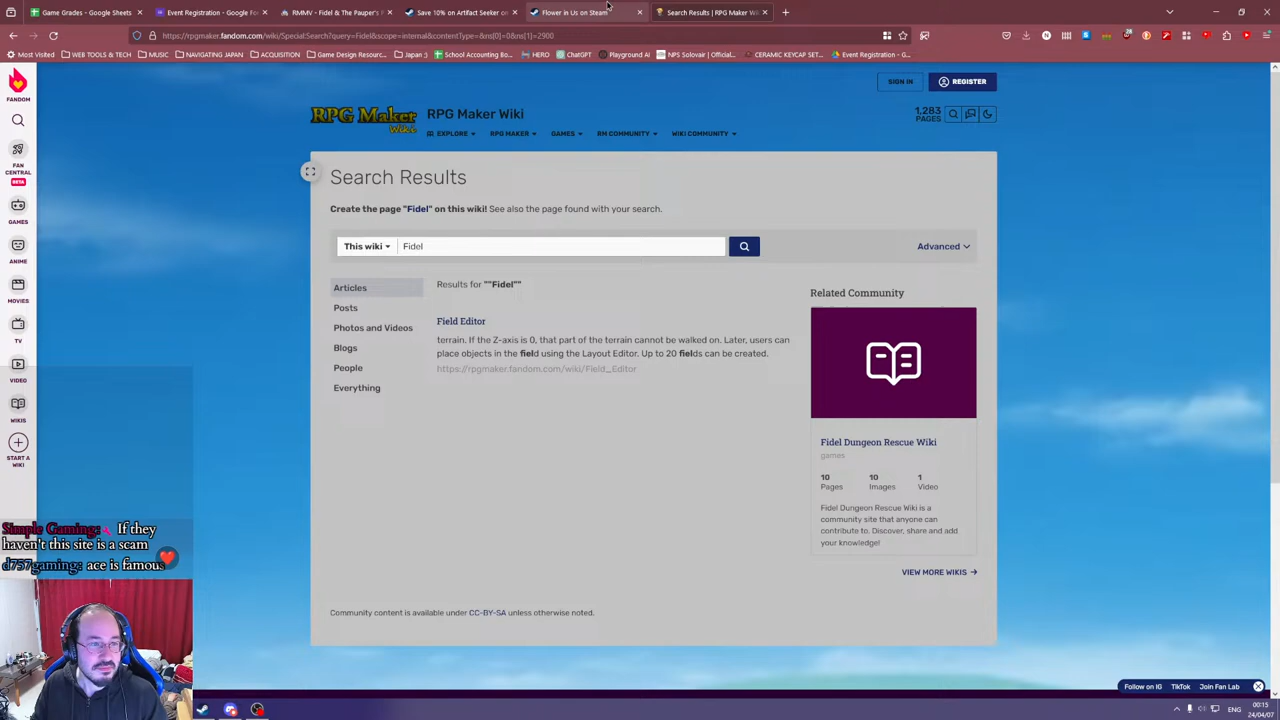 Game Grades - Google Sheets
Event Registration - Google F
RMMV - Fidel & The Pauper's F
Save 10% on Artifact Seeker on
Flower in Us on Steam
Search Results | RPG Maker Wi
https://rpgmaker.fandom.com/wiki/Special:Search?query=Fidel&scope=internal&contentType=&ns[0]=0&ns[1]=2900
Most Visited
WEB TOOLS & TECH
MUSIC
NAVIGATING JAPAN
ACQUISITION
Game Design Resourc...
Japan ;)
School Accounting Bo...
HERO
ChatGPT
Playground AI
NPS Solovair | Official...
CERAMIC KEYCAP SET...
Event Registration - G...
FANDOM
FAN CENTRAL
BETA
GAMES
ANIME
MOVIES
TV
VIDEO
WIKIS
START A WIKI
SIGN IN
REGISTER
RPG MAKER
Wiki
RPG Maker Wiki
1,283
PAGES
EXPLORE
RPG MAKER
GAMES
RM COMMUNITY
WIKI COMMUNITY
Search Results
Create the page "Fidel" on this wiki! See also the page found with your search.
This wiki
Fidel
Advanced
Articles
Posts
Photos and Videos
Blogs
People
Everything
Results for ""Fidel""
Field Editor
terrain. If the Z-axis is 0, that part of the terrain cannot be walked on. Later, users can
place objects in the field using the Layout Editor. Up to 20 fields can be created.
https://rpgmaker.fandom.com/wiki/Field_Editor
Related Community
Fidel Dungeon Rescue Wiki
games
10 10 1
Pages Images Video
Fidel Dungeon Rescue Wiki is a
community site that anyone can
contribute to. Discover, share and add
your knowledge!
VIEW MORE WIKIS
Community content is available under CC-BY-SA unless otherwise noted.
Simple Gaming: If they
haven't this site is a scam
d757gaming: ace is famous
Follow on IG TikTok Join Fan Lab
ENG
00:15
24/04/07